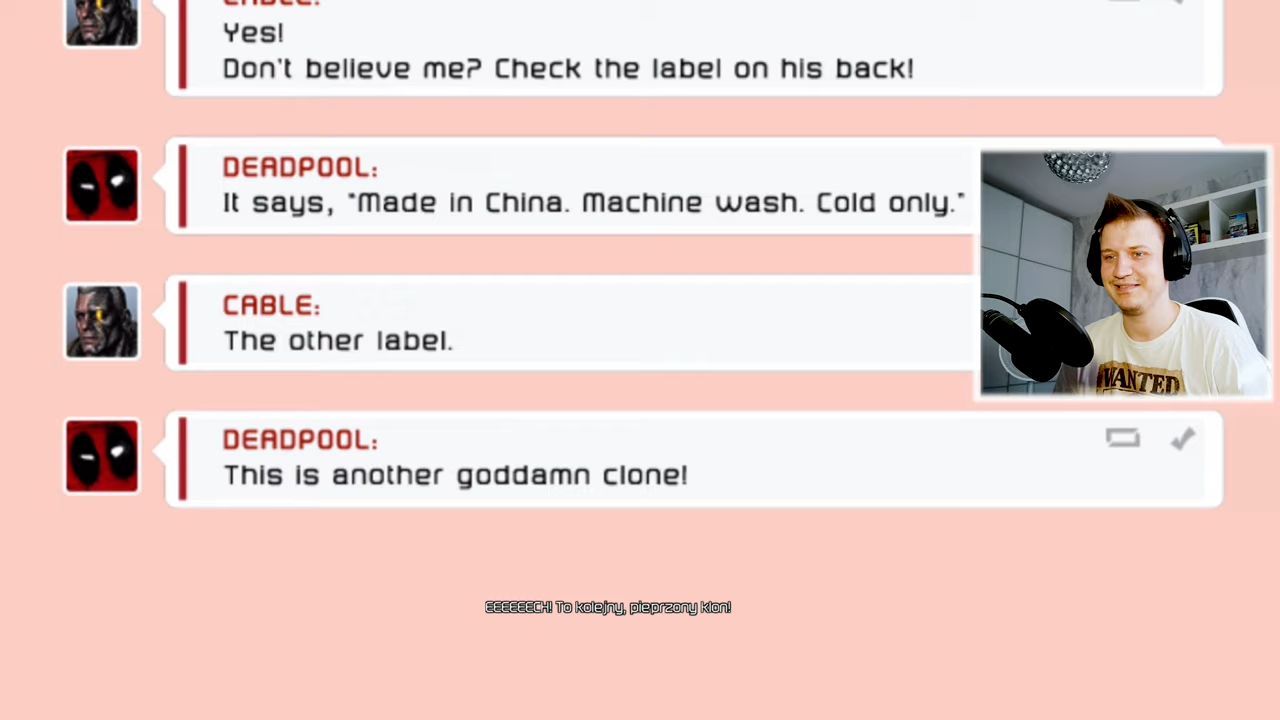 CABLE:
Yes!
Don't believe me? Check the label on his back!
DEADPOOL:
It says, "Made in China. Machine wash. Cold only."
CABLE:
The other label.
DEADPOOL:
This is another goddamn clone!
EEEEEECH! To kolejny, pieprzony klon!
WANTED